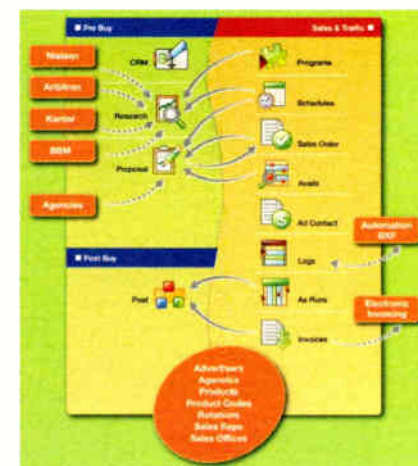 Pre Buy
Sales & Traffic
Nielsen
Arbitron
Kantar
BBM
Agencies
CRM
Research
Proposal
Programs
Schedules
Sales Order
Avails
Ad Contact
Logs
As Runs
Invoices
Automation
BXF
Electronic
Invoicing
Post Buy
Post
Advertisers
Agencies
Products
Product Codes
Rotations
Sales Reps
Sales Offices